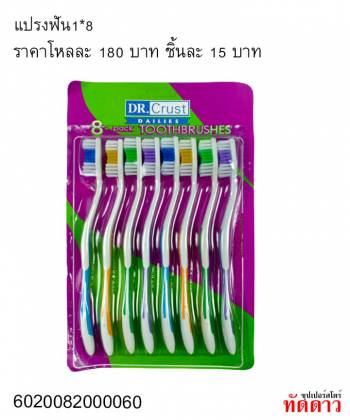 แปรงฟัน1*8
ราคาโหลละ 180 บาท ชิ้นละ 15 บาท
DR.Crust
DAILIES
8-pack TOOTHBRUSHES
6020082000060
ซุปเปอร์สโตร์
ทัดดาว